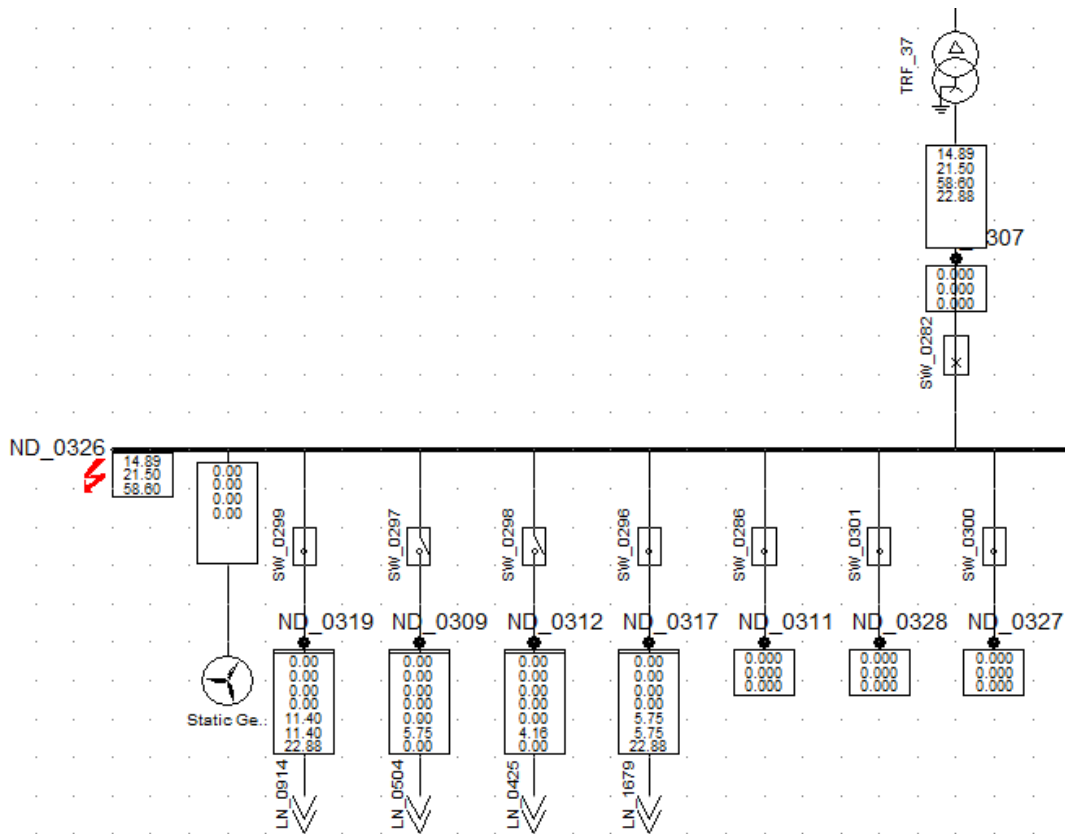 TRF_37
14.89
21.50
58.60
22.88
307
0.000
0.000
0.000
SW_0282
ND_0326
14.89
21.50
58.60
0.00
0.00
0.00
0.00
SW_0299
SW_0297
SW_0298
SW_0296
SW_0286
SW_0301
SW_0300
ND_0319
ND_0309
ND_0312
ND_0317
ND_0311
ND_0328
ND_0327
0.00
0.00
0.00
0.00
11.40
11.40
22.88
0.00
0.00
0.00
0.00
0.00
5.75
0.00
0.00
0.00
0.00
0.00
0.00
4.16
0.00
0.00
0.00
0.00
0.00
5.75
5.75
22.88
0.000
0.000
0.000
0.000
0.000
0.000
0.000
0.000
0.000
Static Ge..
LN_0914
LN_0504
LN_0425
LN_1679